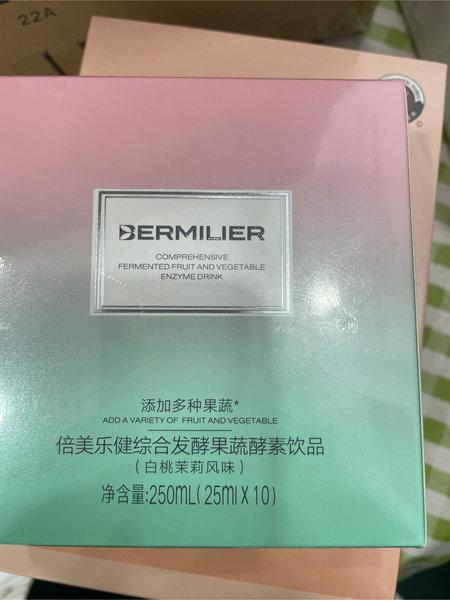 22A
BERMILIER
COMPREHENSIVE
FERMENTED FRUIT AND VEGETABLE
ENZYME DRINK
添加多种果蔬*
ADD A VARIETY OF FRUIT AND VEGETABLE
倍美乐健综合发酵果蔬酵素饮品
(白桃茉莉风味)
净含量:250mL(25ml X 10)